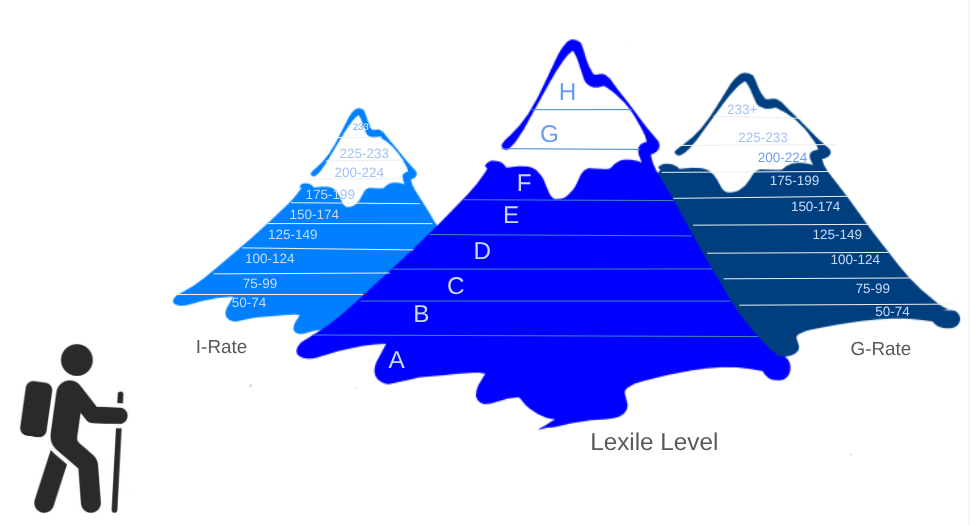 233+
225-233
200-224
175-199
150-174
125-149
100-124
75-99
50-74
I-Rate
H
G
F
E
D
C
B
A
Lexile Level
233+
225-233
200-224
175-199
150-174
125-149
100-124
75-99
50-74
G-Rate